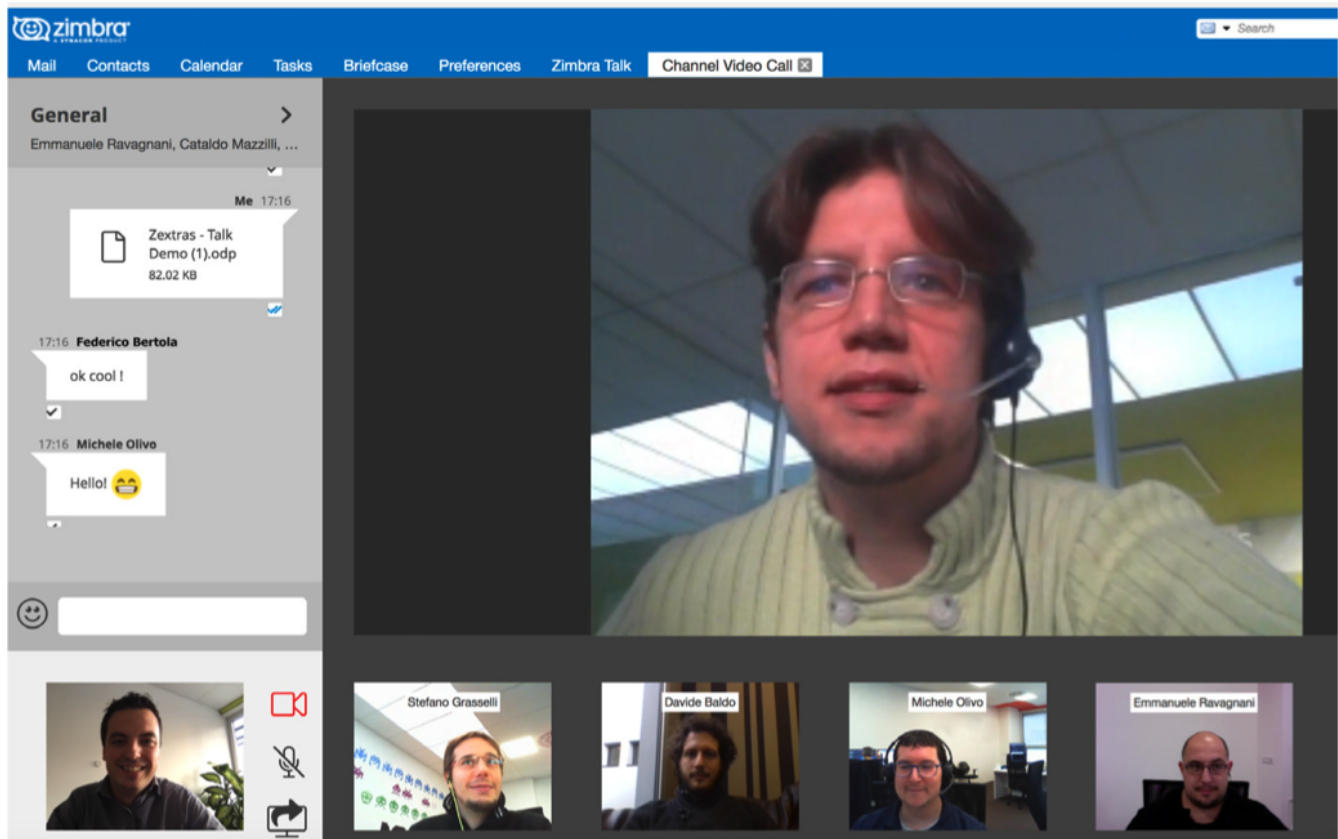 zimbra
A SYNACOR PRODUCT
Search
Mail Contacts Calendar Tasks Briefcase Preferences Zimbra Talk Channel Video Call
General
Emmanuele Ravagnani, Cataldo Mazzilli, ...
Me 17:16
Zextras - Talk
Demo (1).odp
82.02 KB
17:16 Federico Bertola
ok cool !
17:16 Michele Olivo
Hello!
Stefano Grasselli
Davide Baldo
Michele Olivo
Emmanuele Ravagnani